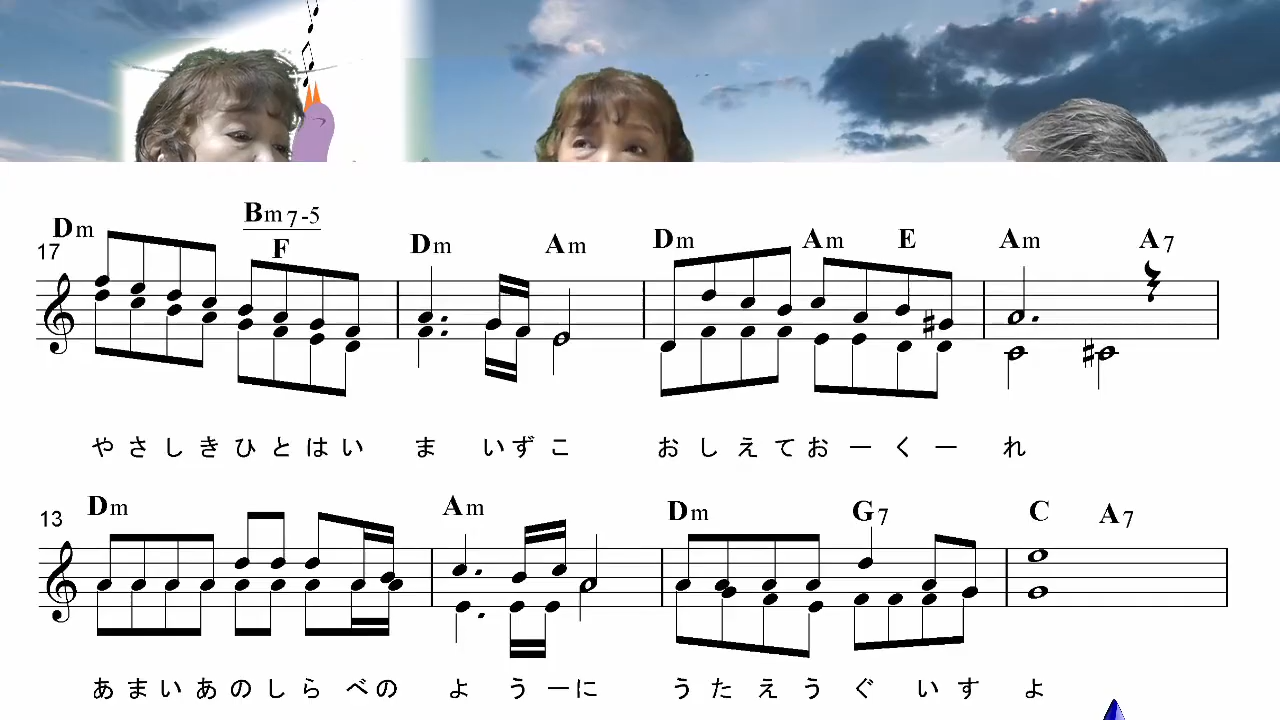 Dm Bm7-5 F Dm Am Dm Am E Am A7
17
やさしきひとはいま いずこ おしえておーくーれ
Dm Am Dm G7 C A7
13
あまいあのしらべのよう ーに うたえうぐいすよ